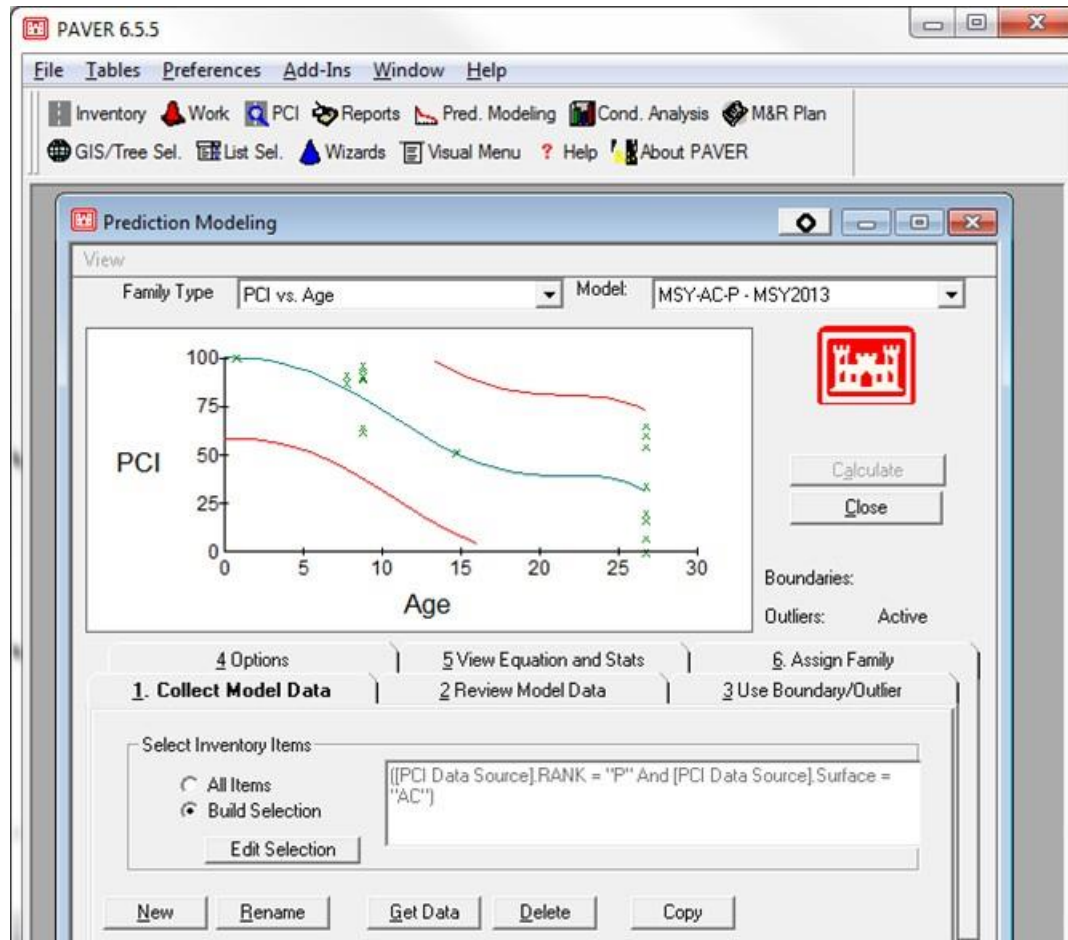 PAVER 6.5.5
File Tables Preferences Add-Ins Window Help
Inventory Work PCI Reports Pred. Modeling Cond. Analysis M&R Plan
GIS/Tree Sel. List Sel. Wizards Visual Menu ? Help About PAVER
Prediction Modeling
View
Family Type PCI vs. Age Model: MSY-AC-P - MSY2013
100
75
PCI 50
25
0
0 5 10 15 20 25 30
Age
Calculate
Close
Boundaries:
Outliers: Active
4 Options 5 View Equation and Stats 6. Assign Family
1. Collect Model Data 2 Review Model Data 3 Use Boundary/Outlier
Select Inventory Items
All Items
Build Selection
Edit Selection
([PCI Data Source].RANK = "P" And [PCI Data Source].Surface =
"AC")
New Rename Get Data Delete Copy